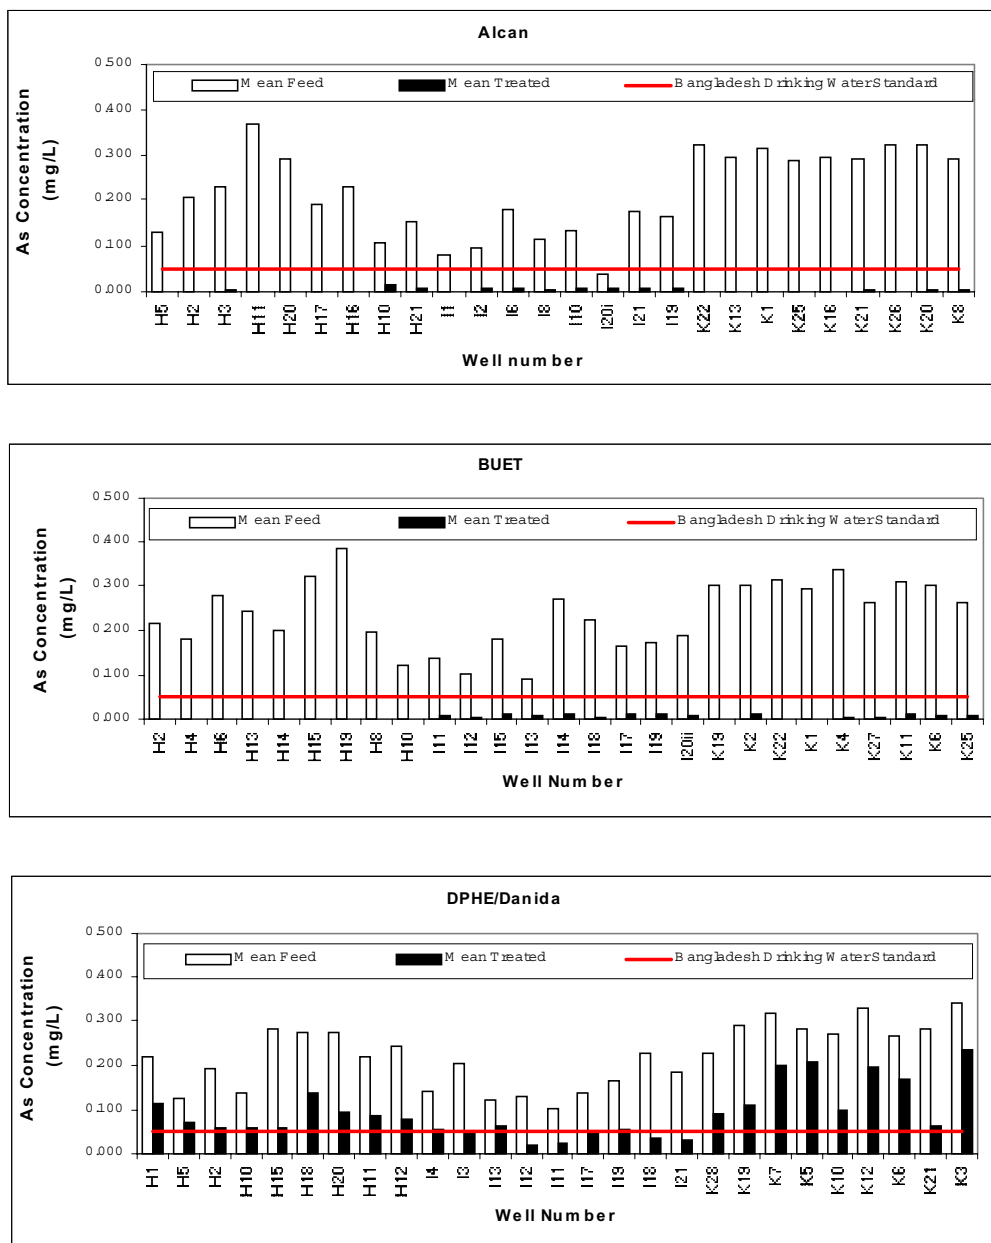 Alcan
0.500
Mean Feed Mean Treated Bangladesh Drinking Water Standard
0.400
0.300
0.200
0.100
0.000
As Concentration
(mg/L)
H5 H2 H3 H11 H20 H17 H16 H10 H21 I1 I2 I6 I8 I10 I20i I21 I19 K22 K13 K1 K25 K16 K21 K26 K20 K8
Well number
BUET
0.500
Mean Feed Mean Treated Bangladesh Drinking Water Standard
0.400
0.300
0.200
0.100
0.000
As Concentration
(mg/L)
H2 H4 H6 H13 H14 H15 H19 H8 H10 I11 I12 I15 I13 I14 I18 I17 I19 I20ii K19 K2 K22 K1 K4 K27 K11 K6 K25
Well Number
DPHE/Danida
0.500
Mean Feed Mean Treated Bangladesh Drinking Water Standard
0.400
0.300
0.200
0.100
0.000
As Concentration
(mg/L)
H1 H5 H2 H10 H15 H18 H20 H11 H12 I4 I3 I13 I12 I11 I17 I19 I18 I21 K28 K19 K7 K5 K10 K12 K6 K21 K3
Well Number